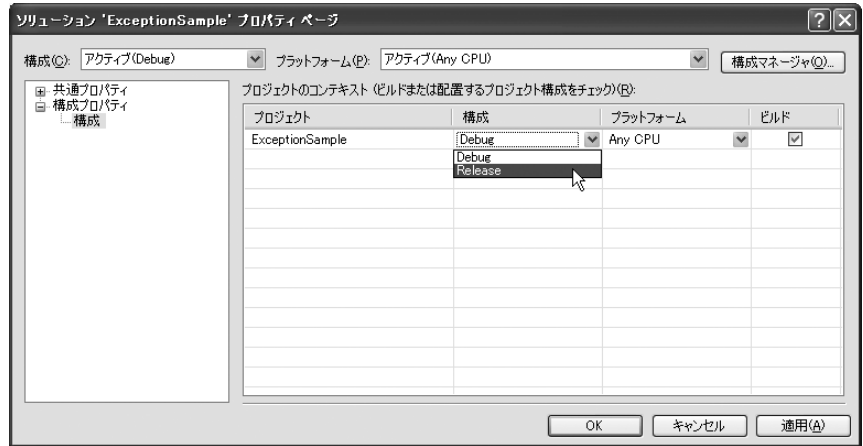 ソリューション 'ExceptionSample' プロパティ ページ
構成(C): アクティブ(Debug) プラットフォーム(P): アクティブ(Any CPU) 構成マネージャ(O)...
共通プロパティ
構成プロパティ
構成
プロジェクトのコンテキスト (ビルドまたは配置するプロジェクト構成をチェック)(R):
プロジェクト 構成 プラットフォーム ビルド
ExceptionSample Debug Any CPU
Debug
Release
OK キャンセル 適用(A)